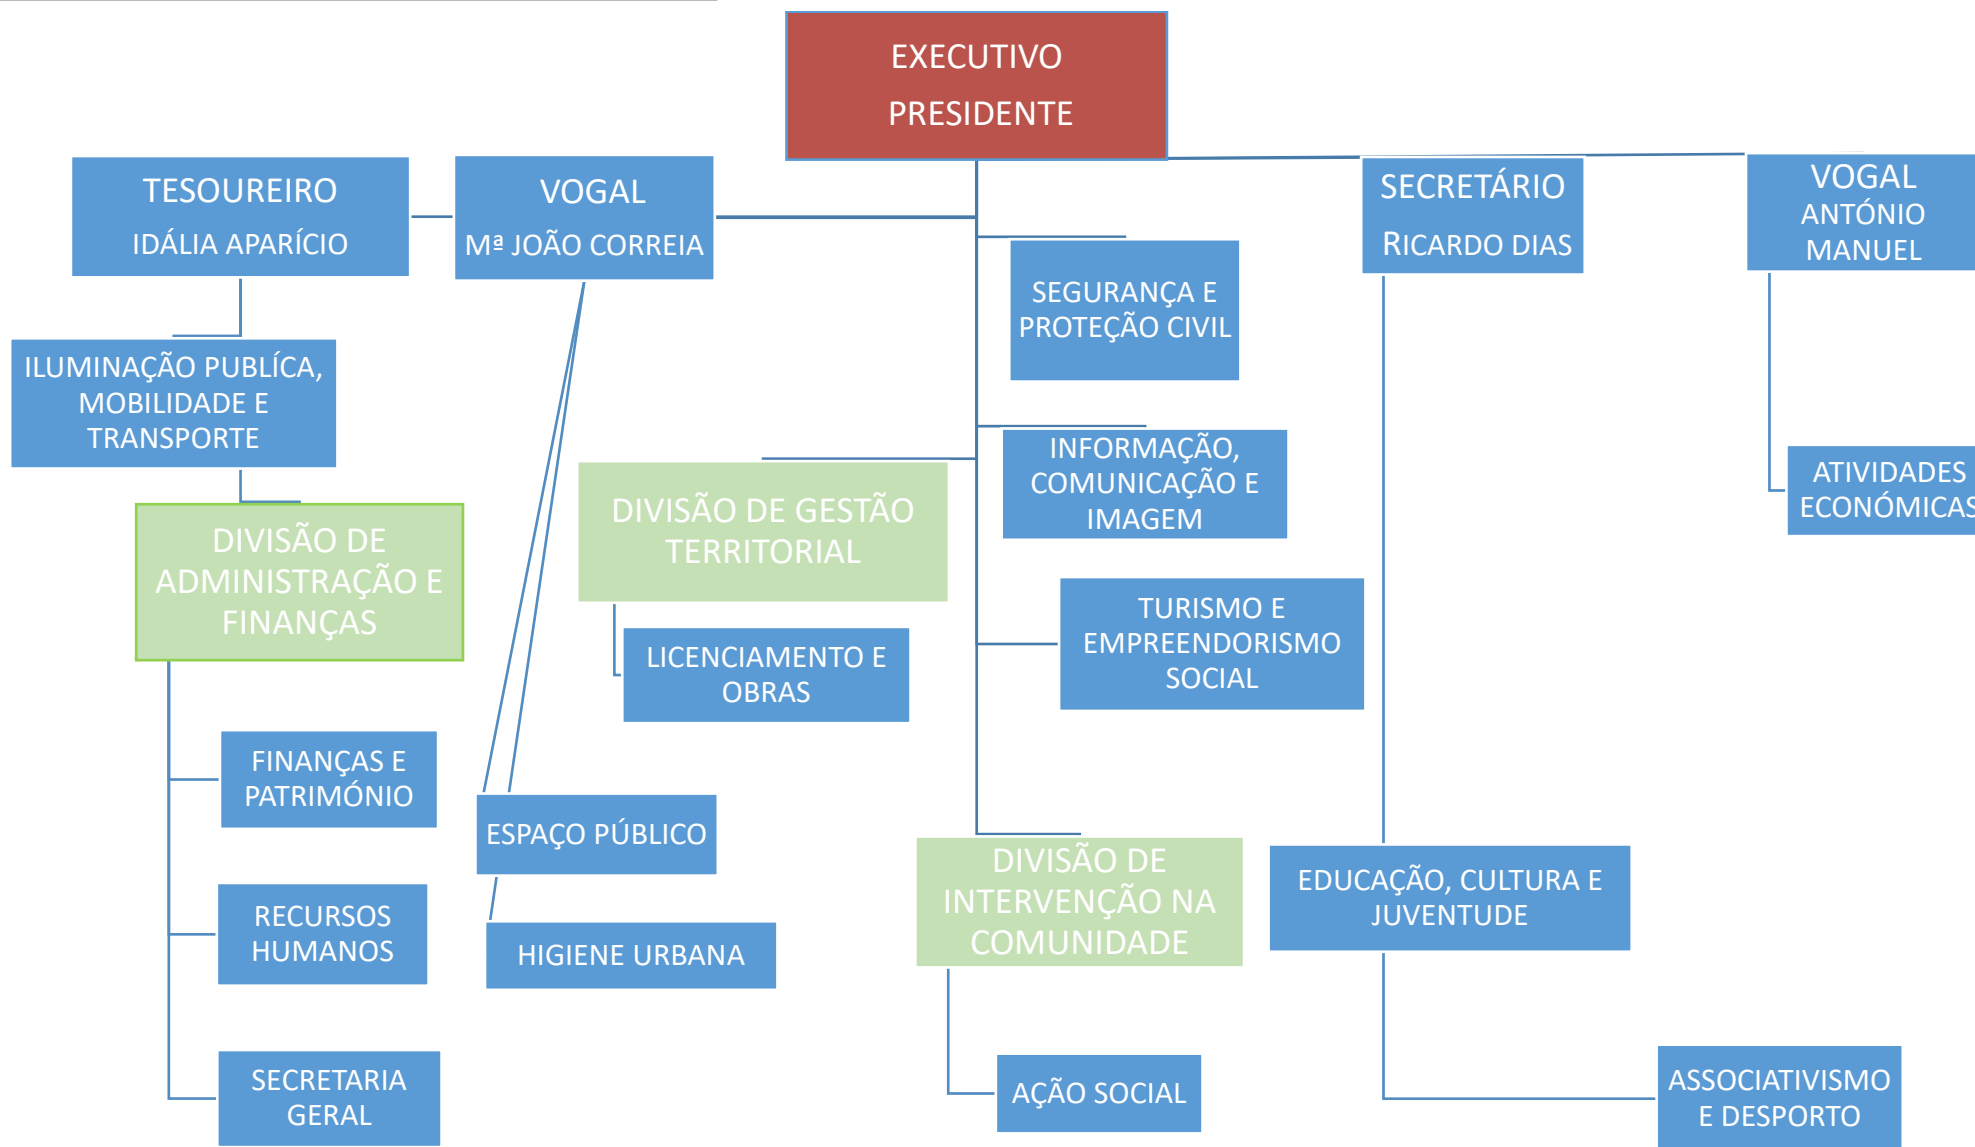 EXECUTIVO
PRESIDENTE
TESOUREIRO
IDÁLIA APARÍCIO
VOGAL
Mª JOÃO CORREIA
SECRETÁRIO
RICARDO DIAS
VOGAL
ANTÓNIO
MANUEL
SEGURANÇA E
PROTEÇÃO CIVIL
ILUMINAÇÃO PUBLÍCA,
MOBILIDADE E
TRANSPORTE
INFORMAÇÃO,
COMUNICAÇÃO E
IMAGEM
ATIVIDADES
ECONÓMICAS
DIVISÃO DE GESTÃO
TERRITORIAL
DIVISÃO DE
ADMINISTRAÇÃO E
FINANÇAS
TURISMO E
EMPREENDORISMO
SOCIAL
LICENCIAMENTO E
OBRAS
FINANÇAS E
PATRIMÓNIO
ESPAÇO PÚBLICO
DIVISÃO DE
INTERVENÇÃO NA
COMUNIDADE
EDUCAÇÃO, CULTURA E
JUVENTUDE
RECURSOS
HUMANOS
HIGIENE URBANA
SECRETARIA
GERAL
AÇÃO SOCIAL
ASSOCIATIVISMO
E DESPORTO